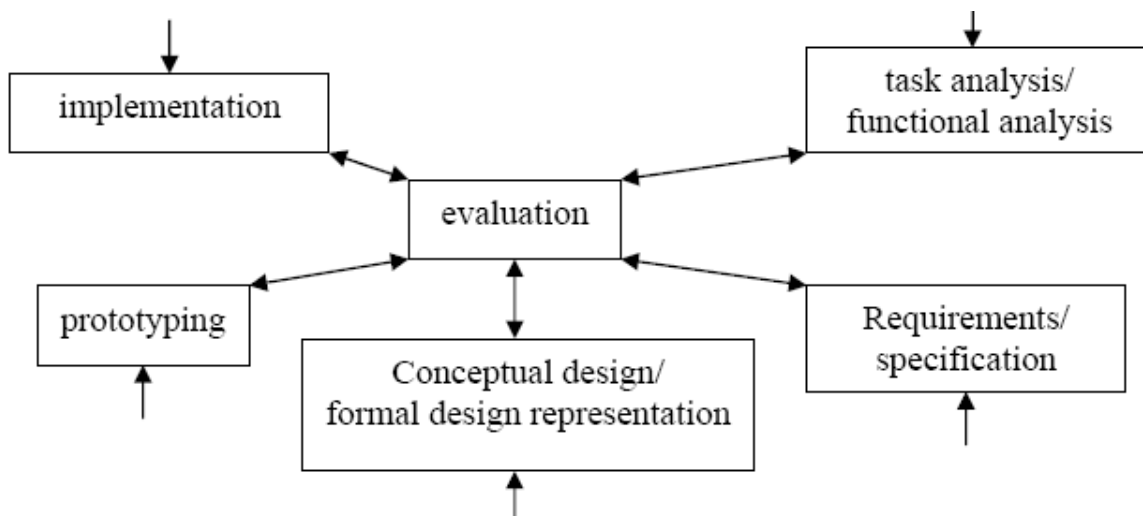 implementation
task analysis/
functional analysis
evaluation
prototyping
Conceptual design/
formal design representation
Requirements/
specification